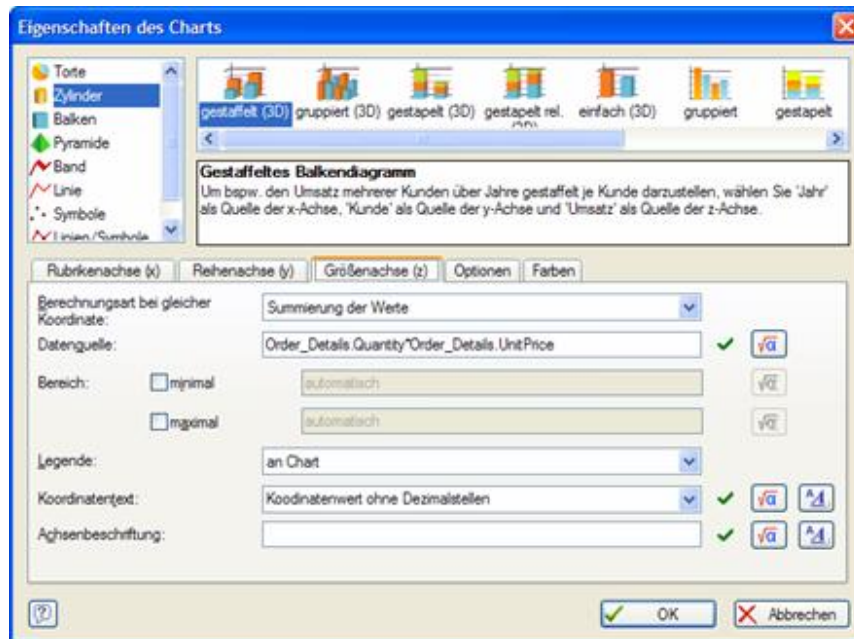 Eigenschaften des Charts
Torte
Zylinder
Balken
Pyramide
Band
Linie
Symbole
Linien/Symbole
gestaffelt (3D) gruppiert (3D) gestapelt (3D) gestapelt rel. einfach (3D) gruppiert gestapelt
(3D)
Gestaffeltes Balkendiagramm
Um bspw. den Umsatz mehrerer Kunden über Jahre gestaffelt je Kunde darzustellen, wählen Sie 'Jahr'
als Quelle der x-Achse, 'Kunde' als Quelle der y-Achse und 'Umsatz' als Quelle der z-Achse.
Rubrikenachse (x) Reihenachse (y) Größenachse (z) Optionen Farben
Berechnungsart bei gleicher
Koordinate:
Summierung der Werte
Datenquelle: Order_Details.Quantity*Order_Details.UnitPrice
Bereich: minimal automatisch
maximal automatisch
Legende: an Chart
Koordinatentext: Koodinatenwert ohne Dezimalstellen
Achsenbeschriftung:
OK Abbrechen